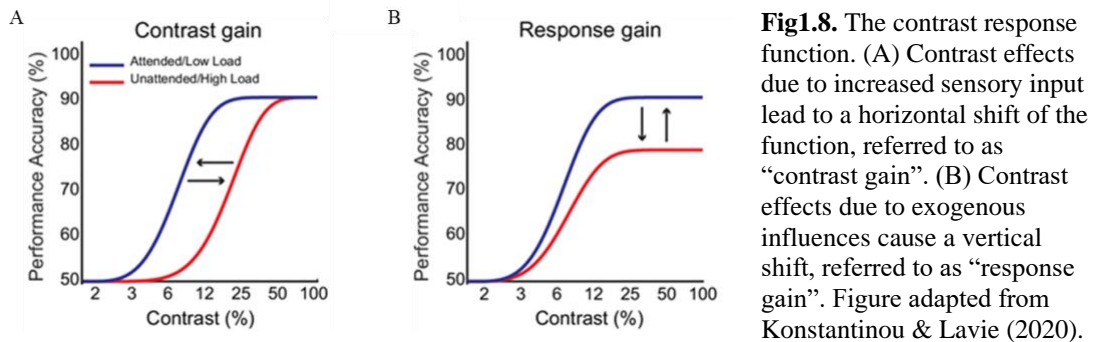 A
Contrast gain
Attended/Low Load
Unattended/High Load
Performance Accuracy (%)
100
90
80
70
60
50
2 3 6 12 25 50 100
Contrast (%)
B
Response gain
Performance Accuracy (%)
100
90
80
70
60
50
2 3 6 12 25 50 100
Contrast (%)
Fig1.8. The contrast response
function. (A) Contrast effects
due to increased sensory input
lead to a horizontal shift of the
function, referred to as
“contrast gain”. (B) Contrast
effects due to exogenous
influences cause a vertical
shift, referred to as “response
gain”. Figure adapted from
Konstantinou & Lavie (2020).